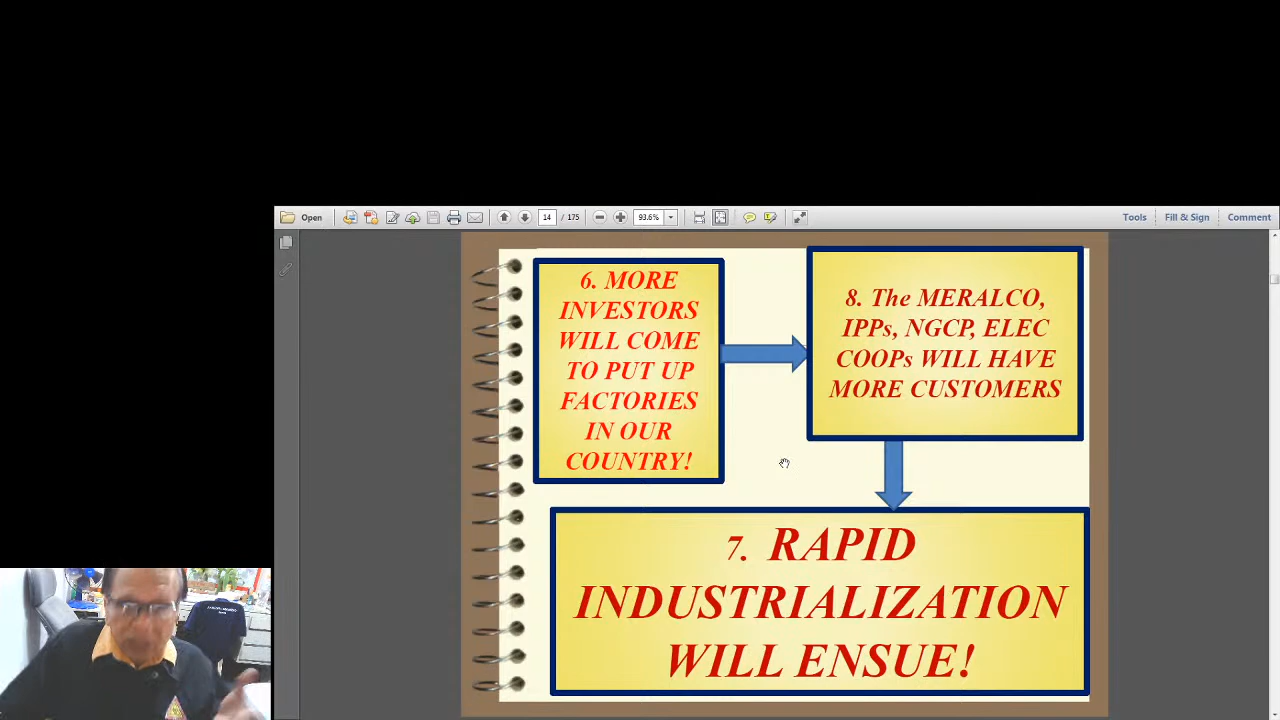 Open
14 / 175
93.6%
Tools
Fill & Sign
Comment
6. MORE
INVESTORS
WILL COME
TO PUT UP
FACTORIES
IN OUR
COUNTRY!
8. The MERALCO,
IPPs, NGCP, ELEC
COOPs WILL HAVE
MORE CUSTOMERS
7. RAPID
INDUSTRIALIZATION
WILL ENSUE!